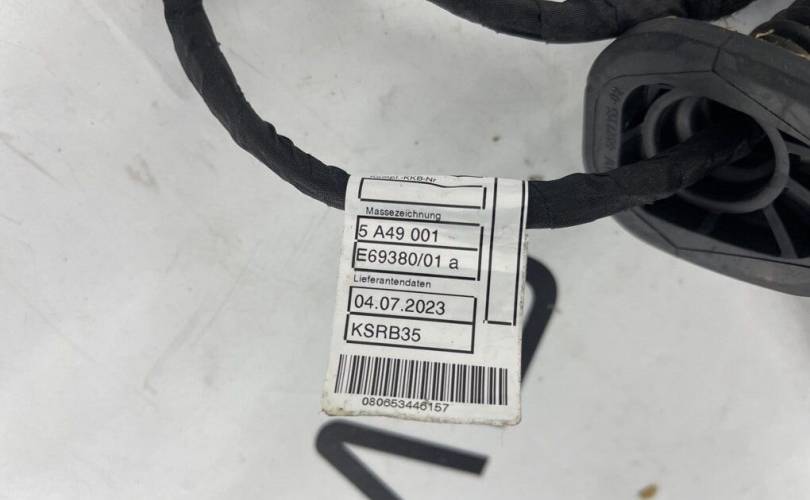 Massezeichnung
5 A49 001
E69380/01 a
Lieferantendaten
04.07.2023
KSRB35
080653446157